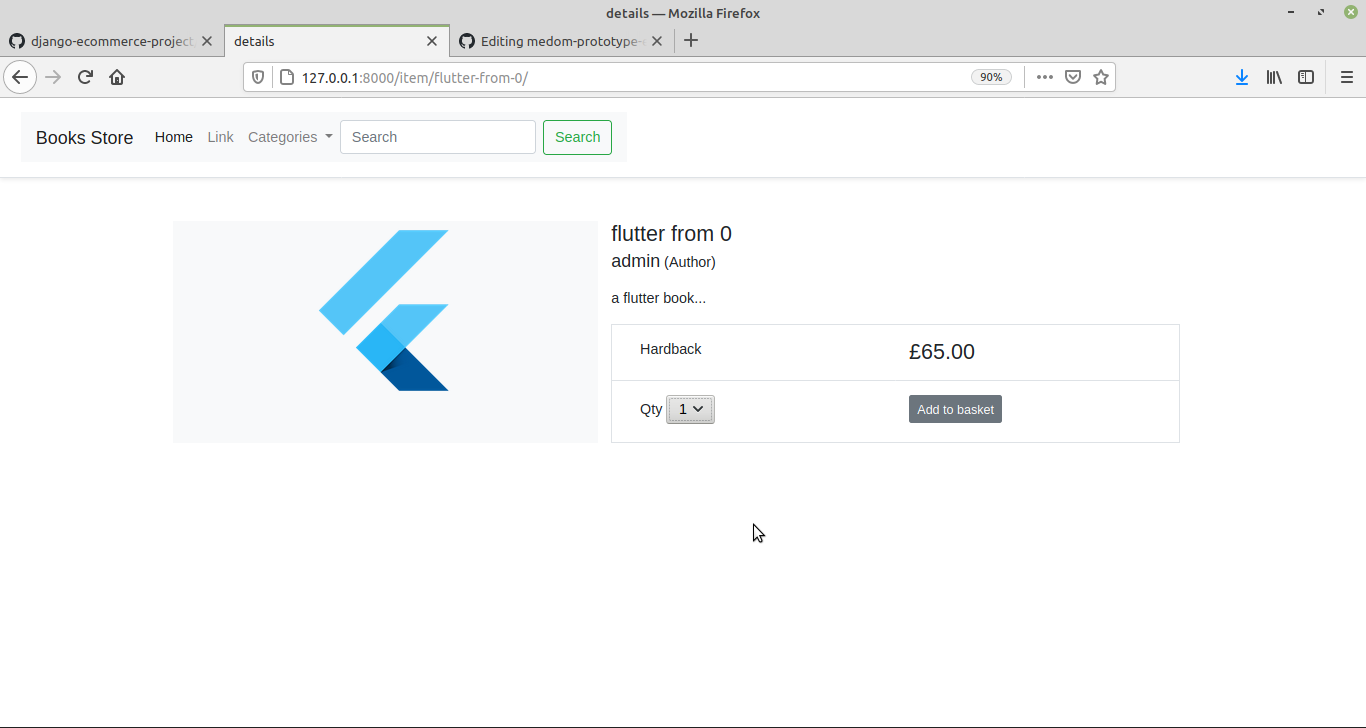 details — Mozilla Firefox
django-ecommerce-project
details
Editing medom-prototype-
127.0.0.1:8000/item/flutter-from-0/
90%
Books Store
Home
Link
Categories
Search
Search
flutter from 0
admin (Author)
a flutter book...
Hardback
£65.00
Qty 1
Add to basket